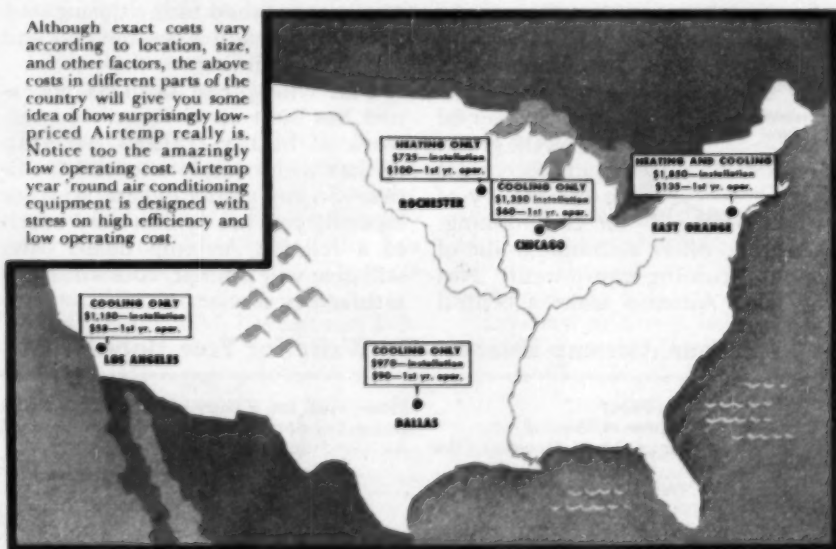 Although exact costs vary
according to location, size,
and other factors, the above
costs in different parts of the
country will give you some
idea of how surprisingly low-
priced Airtemp really is.
Notice too the amazingly
low operating cost. Airtemp
year 'round air conditioning
equipment is designed with
stress on high efficiency and
low operating cost.
HEATING ONLY
$725—installation
$100—1st yr. oper.
ROCHESTER
COOLING ONLY
$1,350 installation
$60—1st yr. oper.
CHICAGO
HEATING AND COOLING
$1,850—installation
$135—1st yr. oper.
EAST ORANGE
COOLING ONLY
$1,150—installation
$58—1st yr. oper.
LOS ANGELES
COOLING ONLY
$970—installation
$90—1st yr. oper.
DALLAS